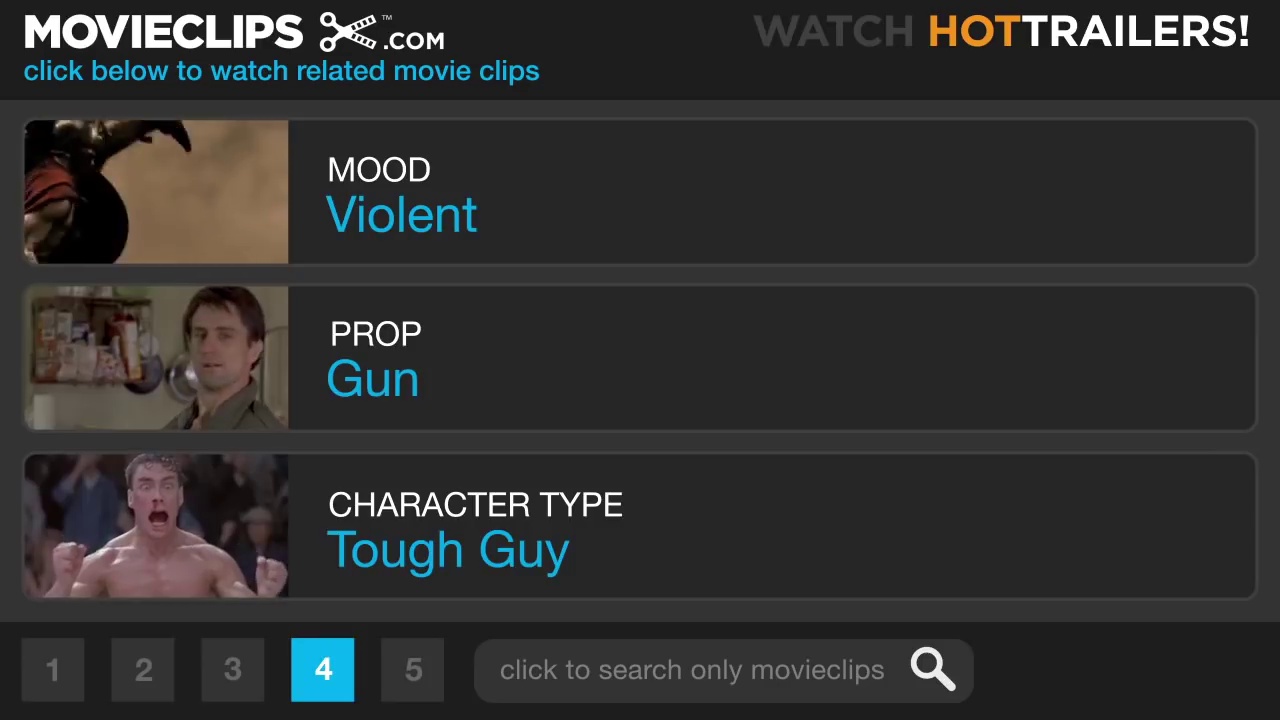 MOVIECLIPS™.COM
WATCH HOTTRAILERS!
click below to watch related movie clips
MOOD
Violent
PROP
Gun
CHARACTER TYPE
Tough Guy
1 2 3 4 5
click to search only movieclips